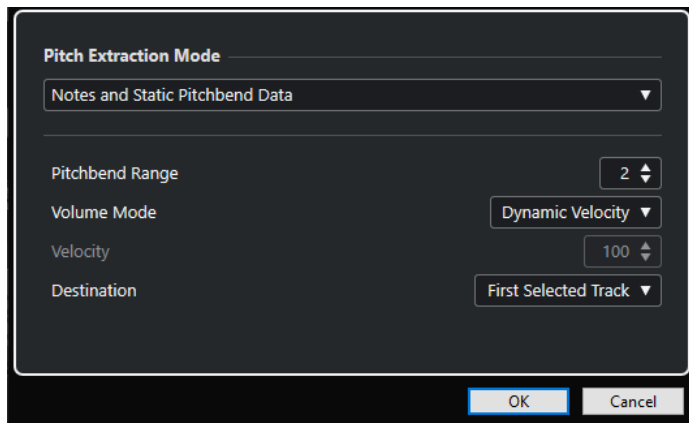 Pitch Extraction Mode
Notes and Static Pitchbend Data
Pitchbend Range 2
Volume Mode Dynamic Velocity
Velocity 100
Destination First Selected Track
OK Cancel